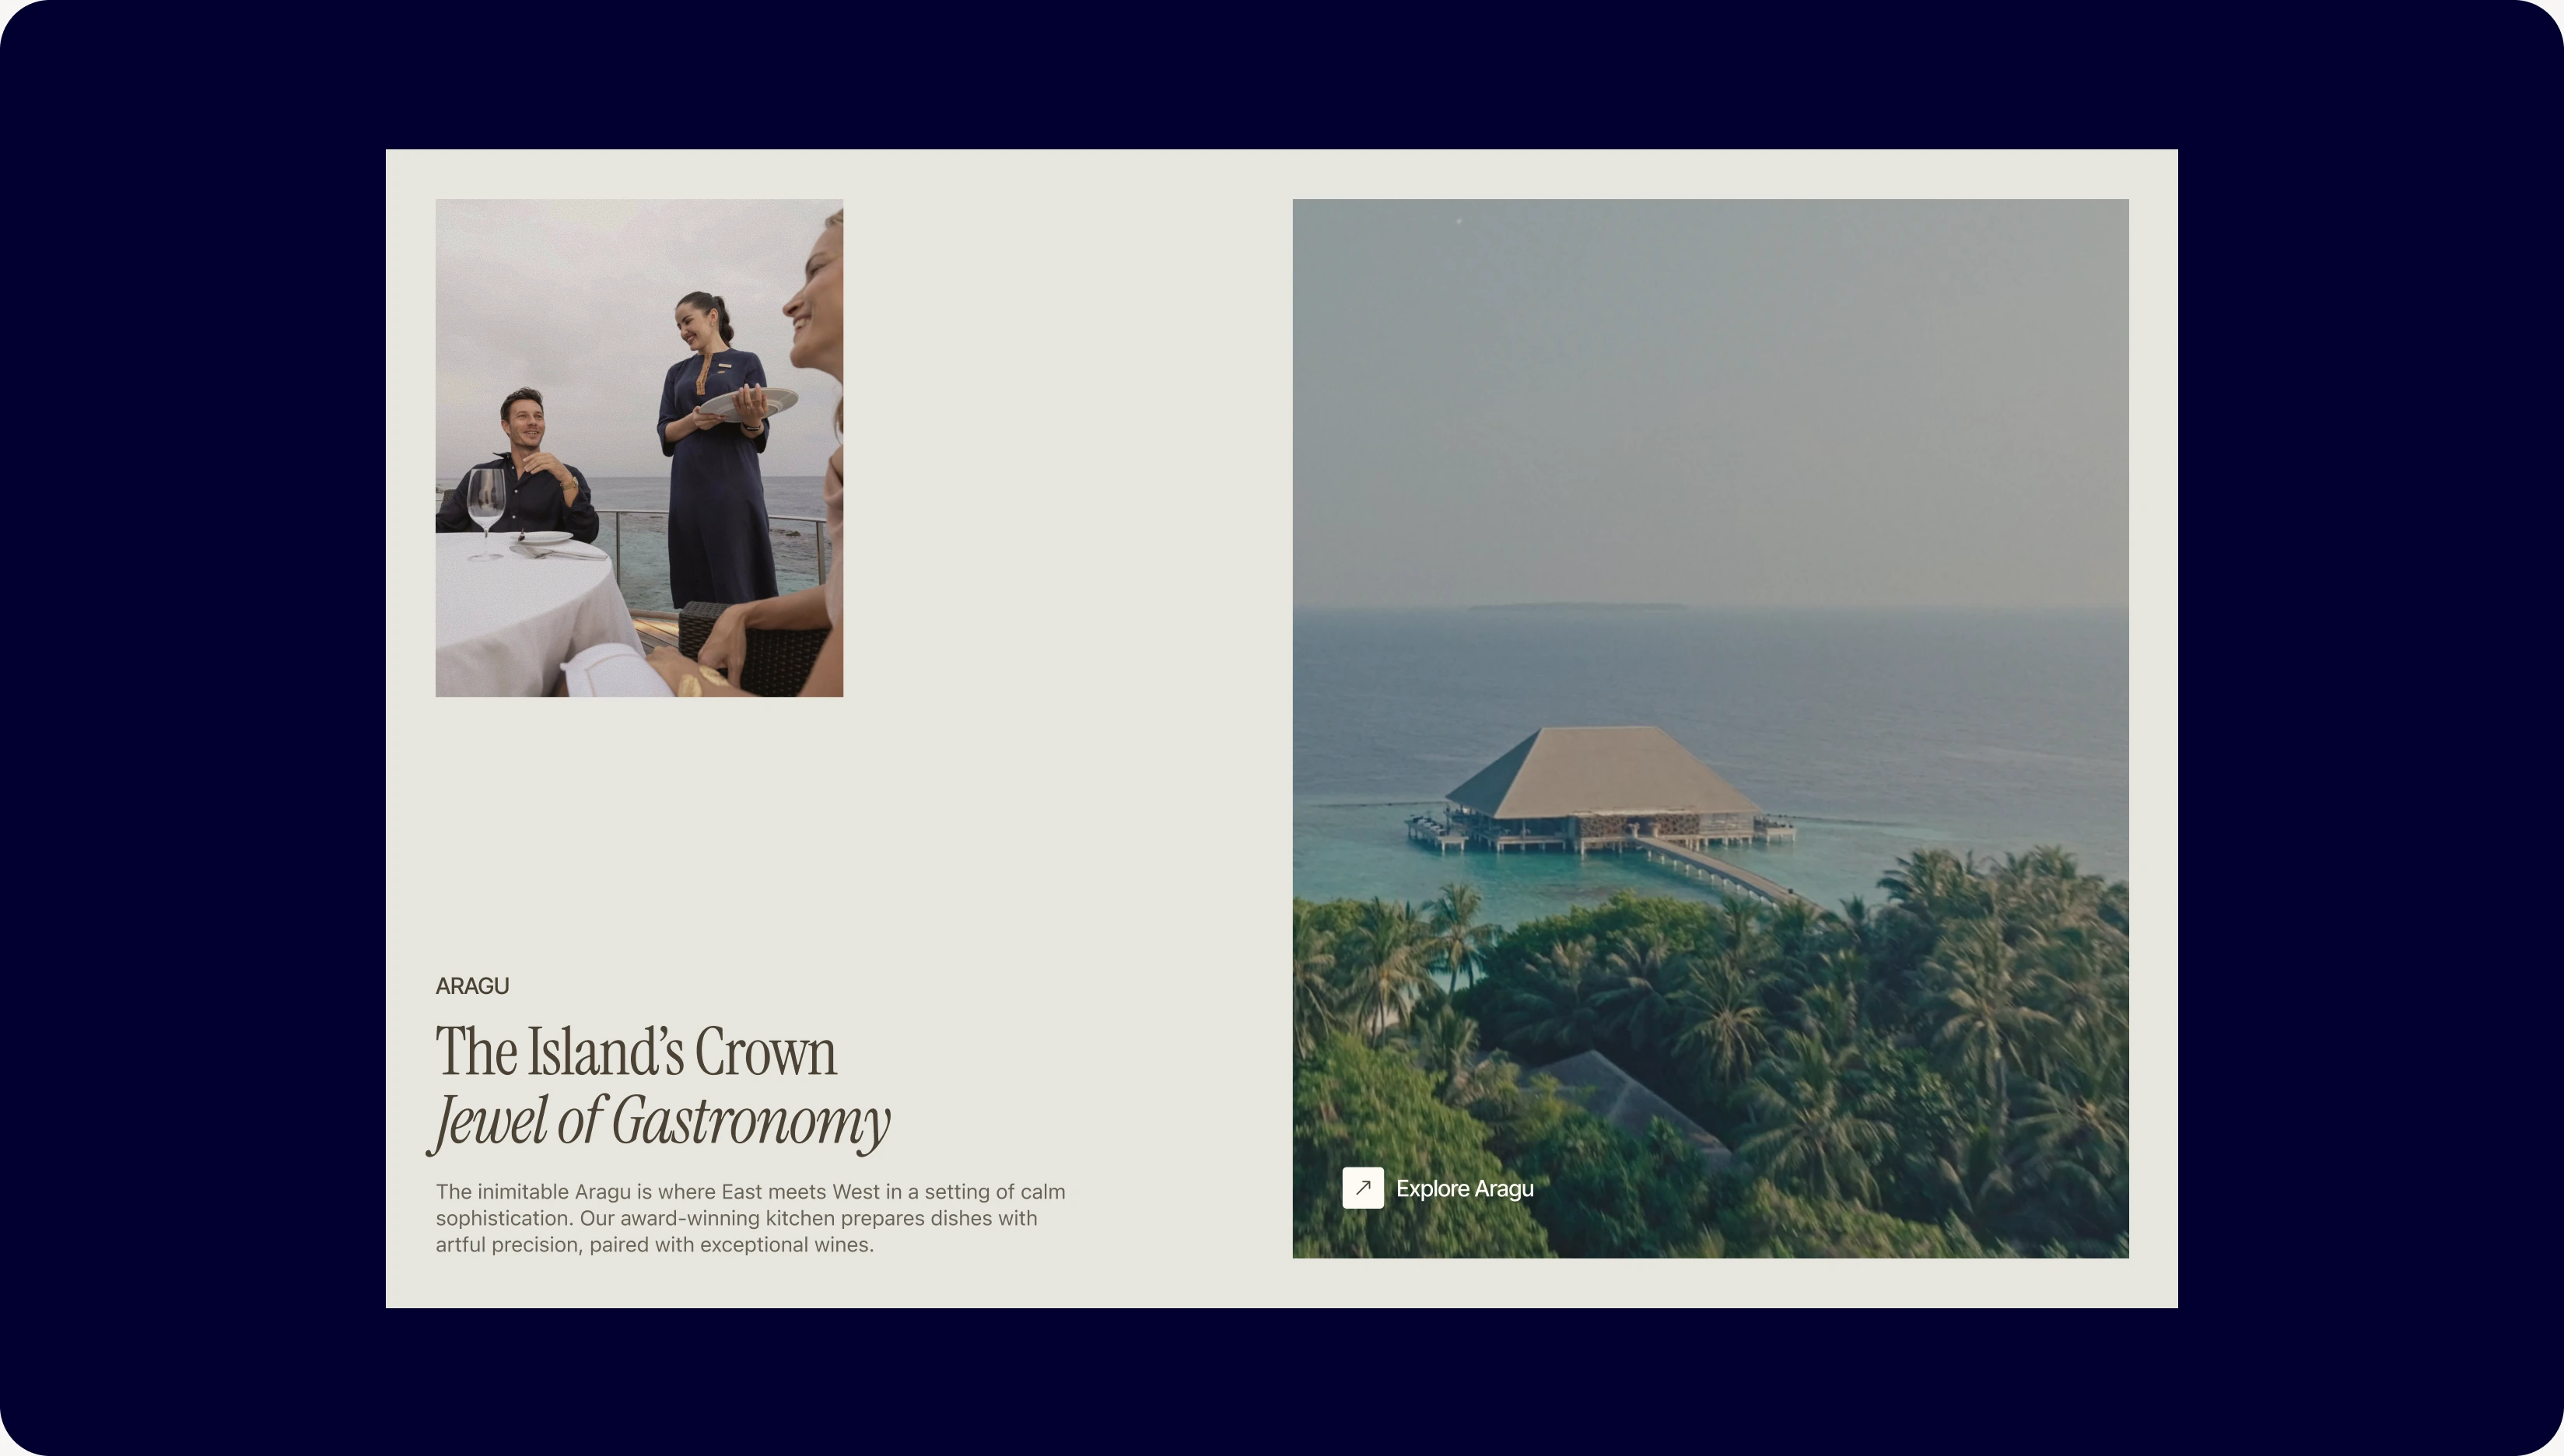 ARAGU
The Island’s Crown
Jewel of Gastronomy
The inimitable Aragu is where East meets West in a setting of calm
sophistication. Our award-winning kitchen prepares dishes with
artful precision, paired with exceptional wines.
Explore Aragu